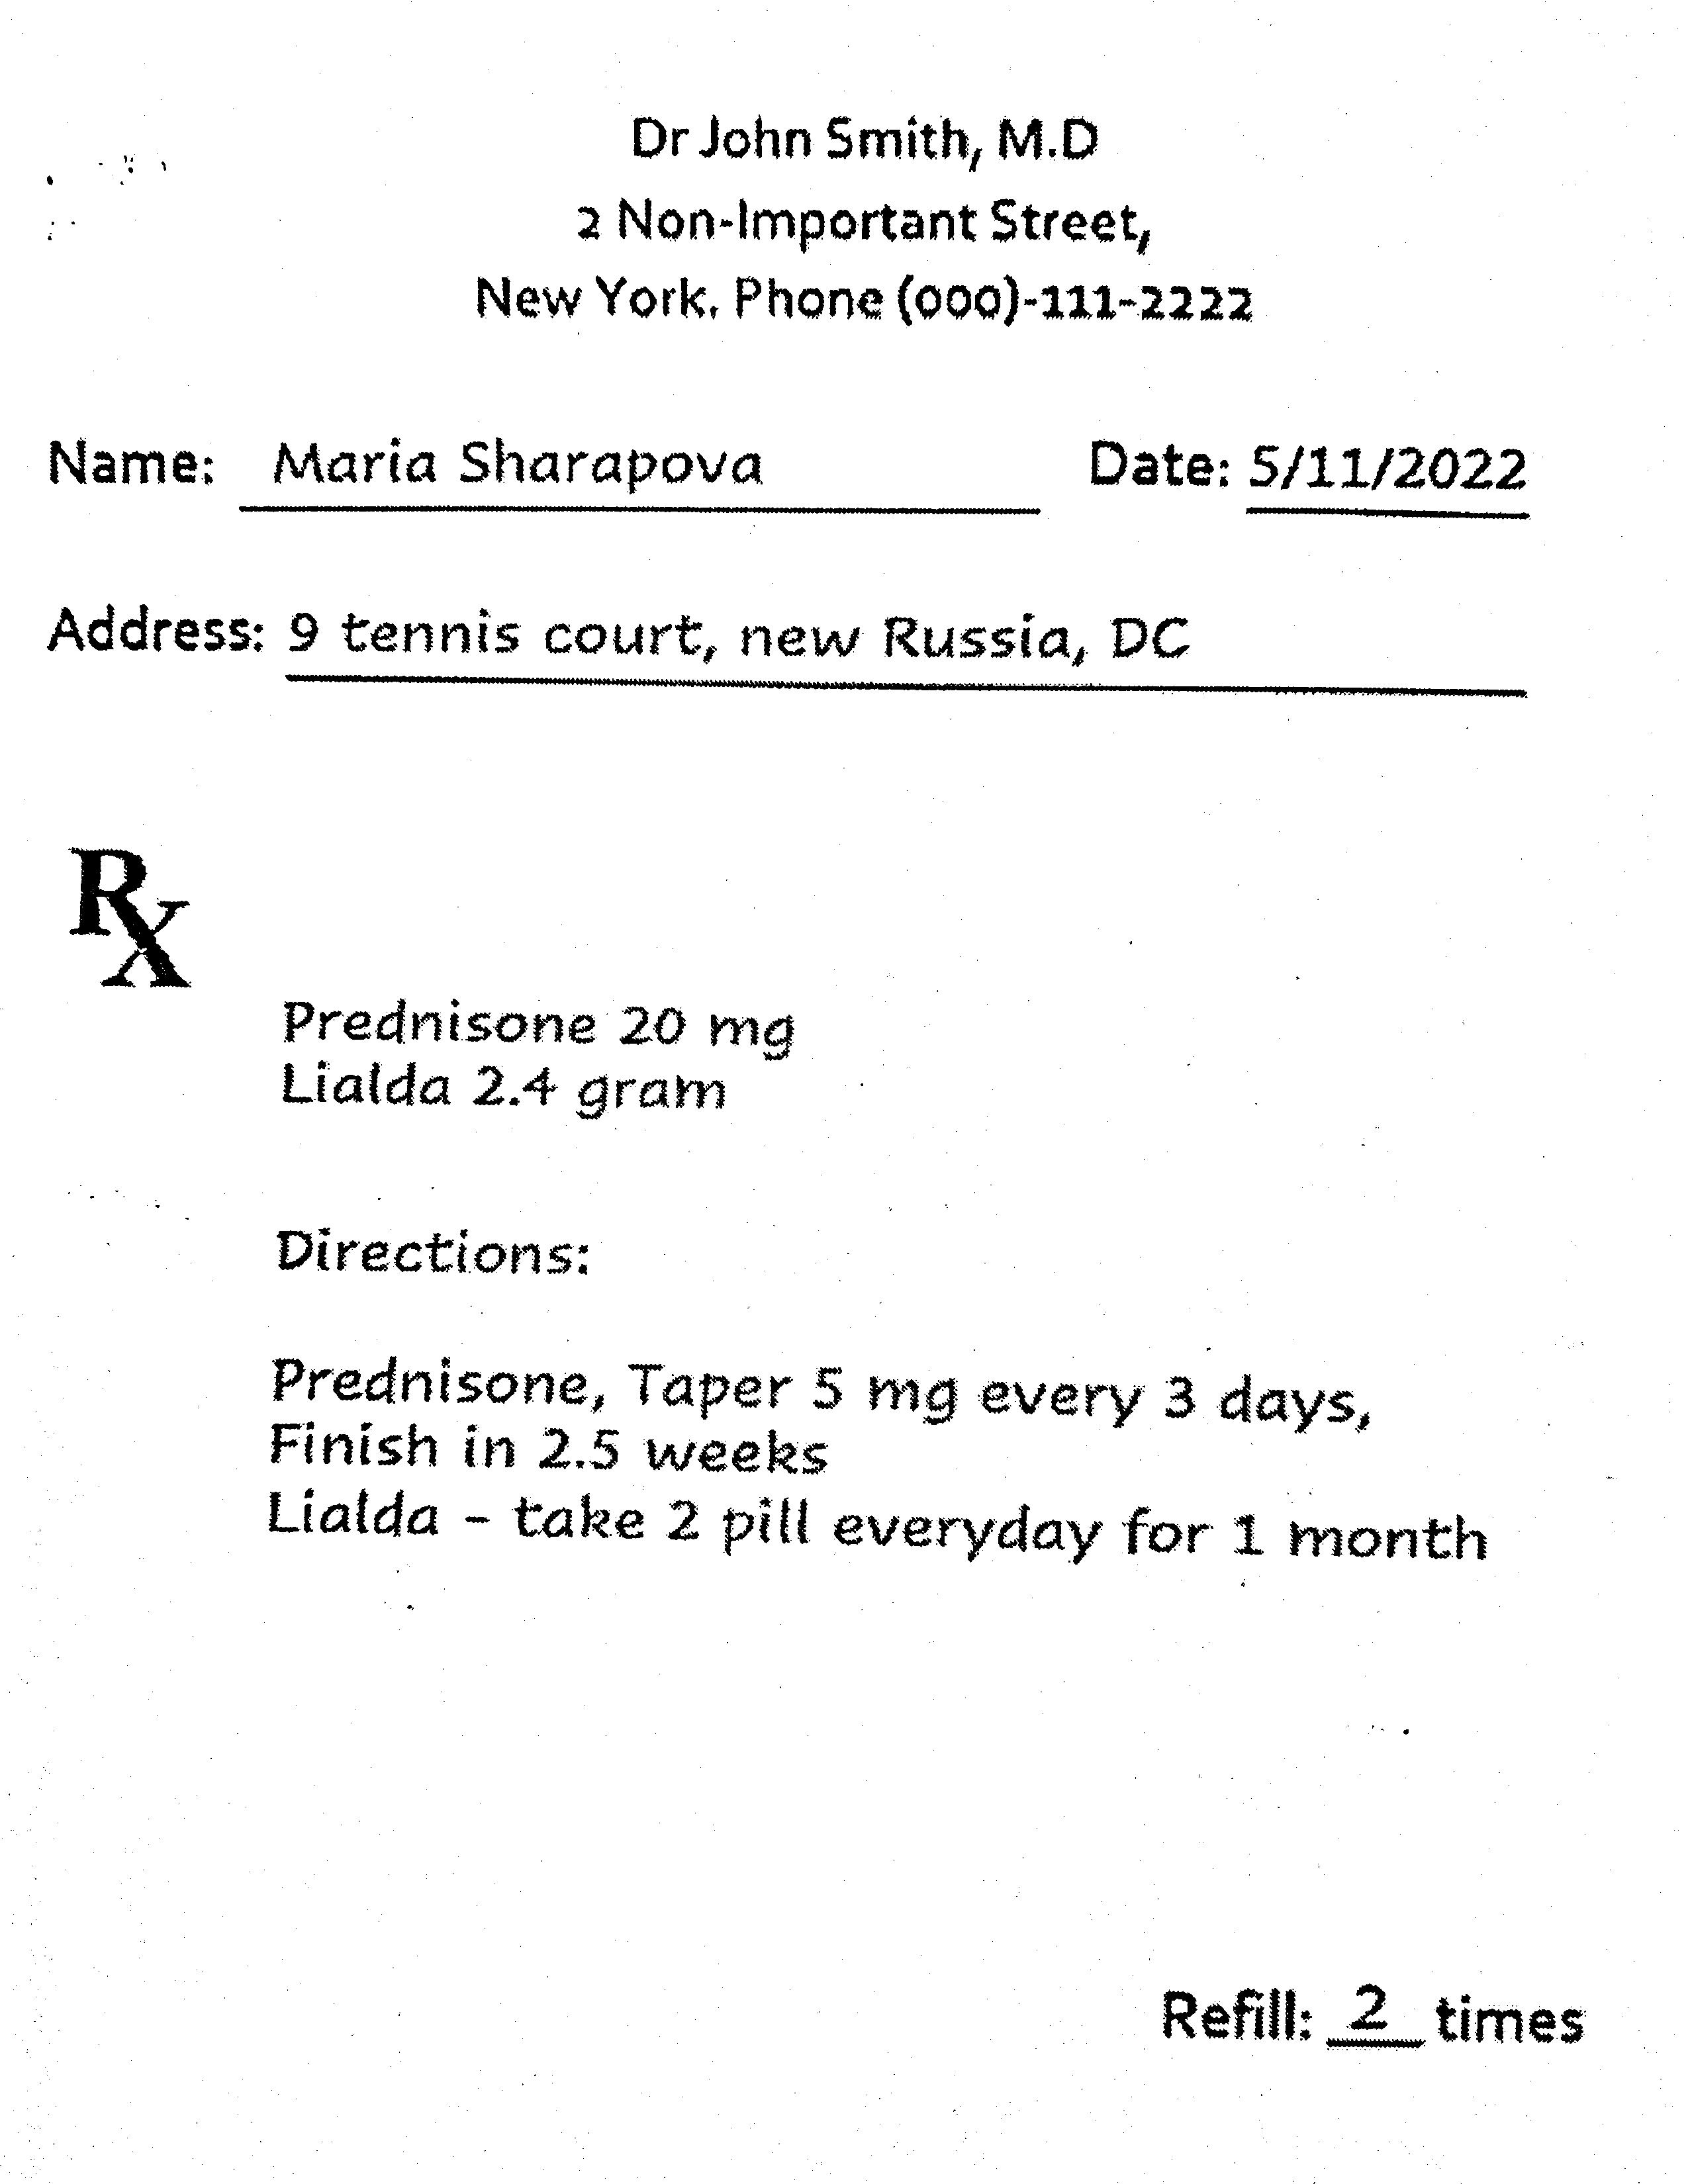 Dr John Smith, M.D
2 Non-Important Street,
New York. Phone (000)-111-2222
Name: Maria Sharapova Date: 5/11/2022
Address: 9 tennis court, new Russia, DC
Rx
Prednisone 20 mg
Lialda 2.4 gram
Directions:
Prednisone, Taper 5 mg every 3 days,
Finish in 2.5 weeks
Lialda - take 2 pill everyday for 1 month
Refill: 2 times